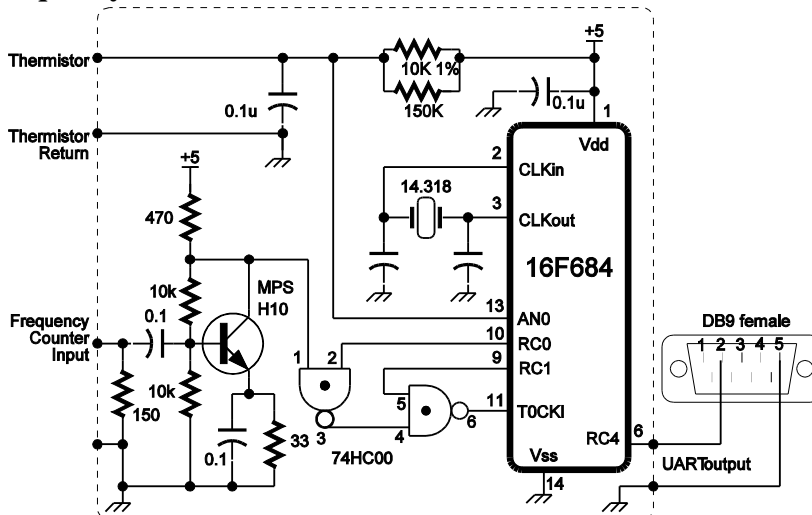 +5
Thermistor
10K 1%
0.1u
150K
0.1u
1
Thermistor
Return
Vdd
+5
2
CLKin
14.318
3
CLKout
470
16F684
MPS
H10
10k
0.1
13
AN0
Frequency
Counter
Input
10
RC0
DB9 female
1 2 3 4 5
1
2
9
RC1
10k
150
5
11
T0CKI
6
4
3
33
0.1
74HC00
RC4
6
Vss
UARToutput
14